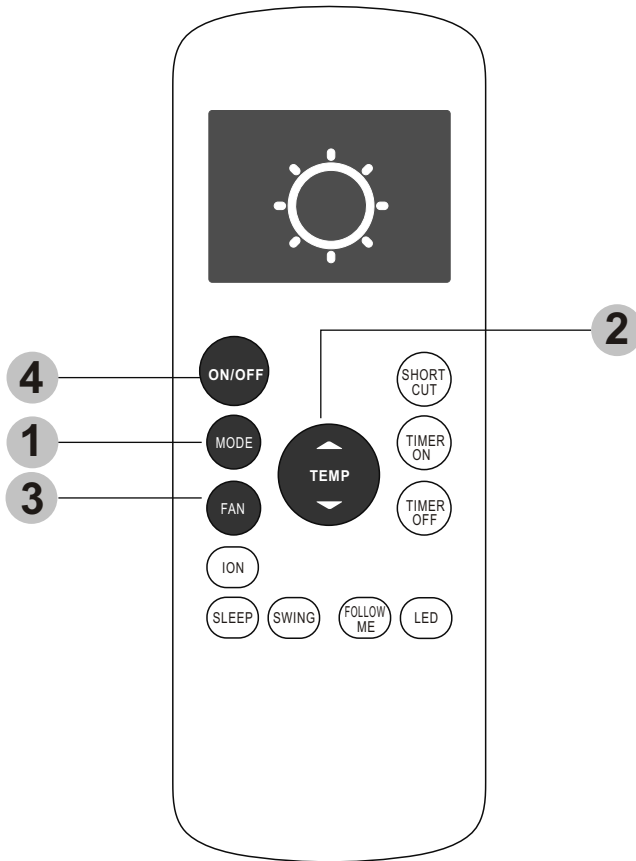 2
4
ON/OFF
SHORT
CUT
1
MODE
TIMER
ON
TEMP
3
FAN
TIMER
OFF
ION
SLEEP
SWING
FOLLOW
ME
LED